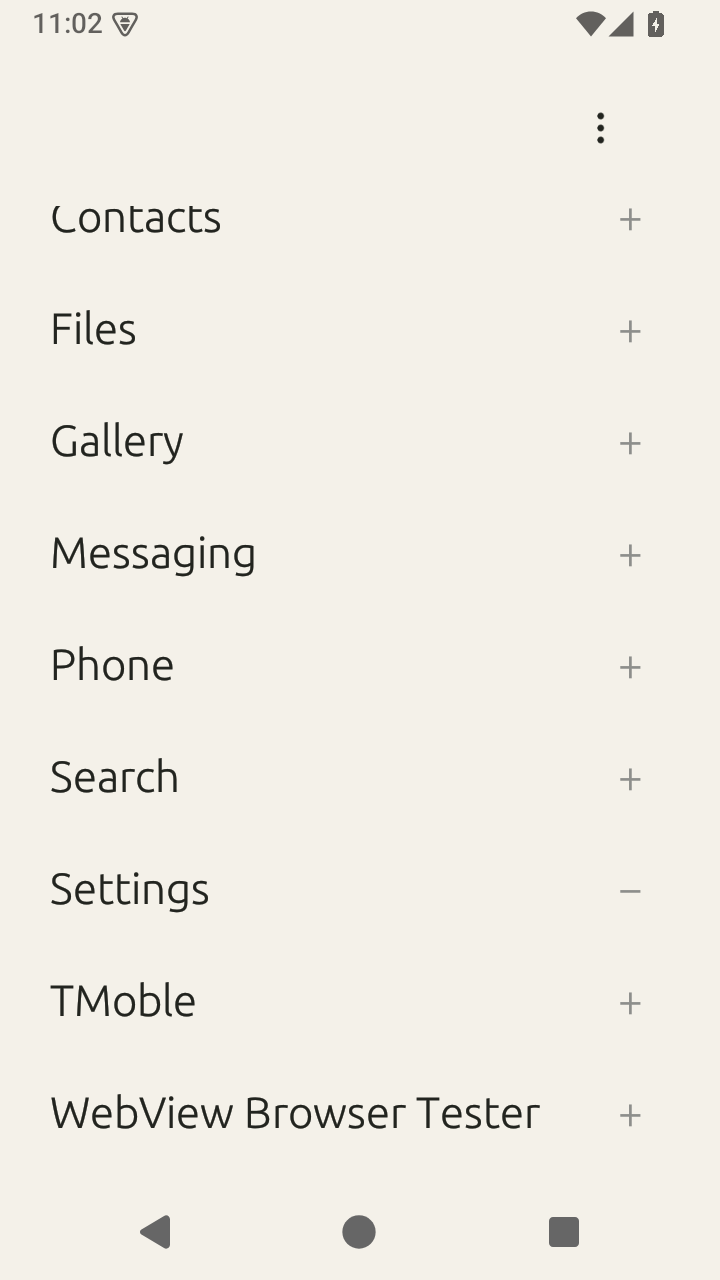 11:02
Contacts +
Files +
Gallery +
Messaging +
Phone +
Search +
Settings −
TMoble +
WebView Browser Tester +